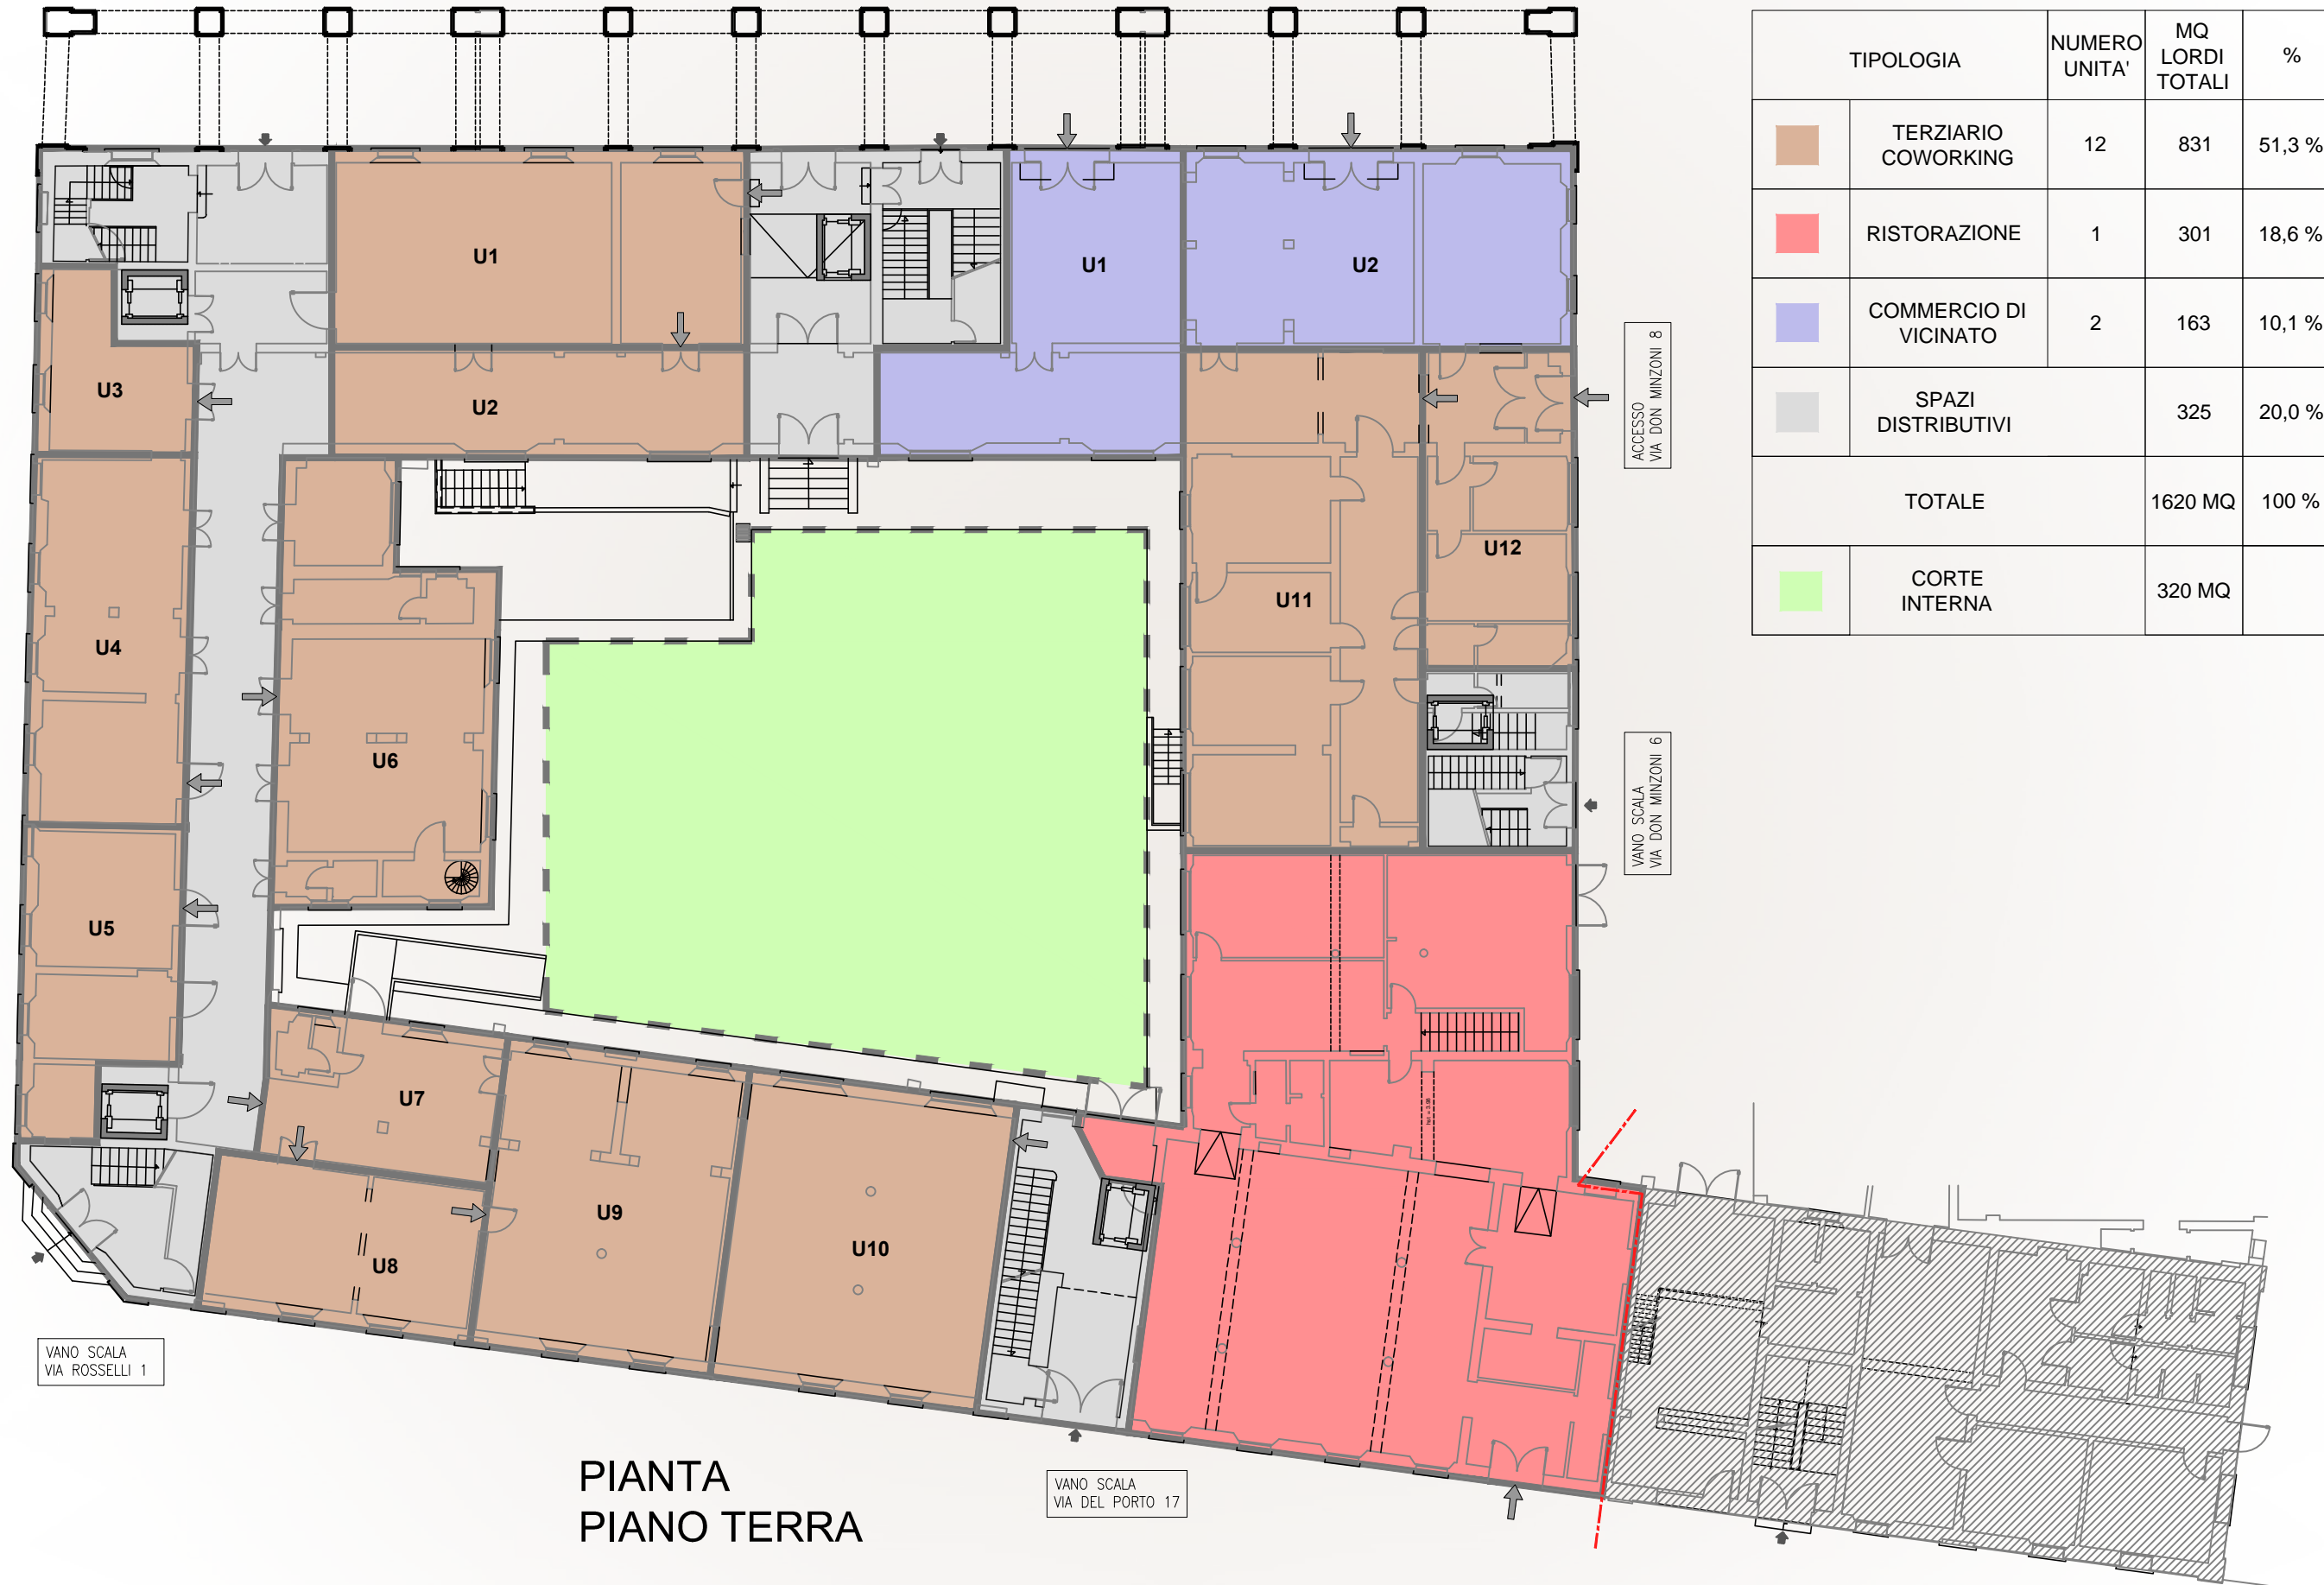 TIPOLOGIA
NUMERO
UNITA'
MQ
LORDI
TOTALI
%
TERZIARIO
COWORKING
12
831
51,3 %
RISTORAZIONE
1
301
18,6 %
COMMERCIO DI
VICINATO
2
163
10,1 %
SPAZI
DISTRIBUTIVI
325
20,0 %
TOTALE
1620 MQ
100 %
CORTE
INTERNA
320 MQ
U1
U1
U2
U3
U2
U4
U12
U11
U6
U5
U7
U9
U10
U8
ACCESSO
VIA DON MINZONI 8
VANO SCALA
VIA DON MINZONI 6
VANO SCALA
VIA ROSSELLI 1
VANO SCALA
VIA DEL PORTO 17
PIANTA
PIANO TERRA